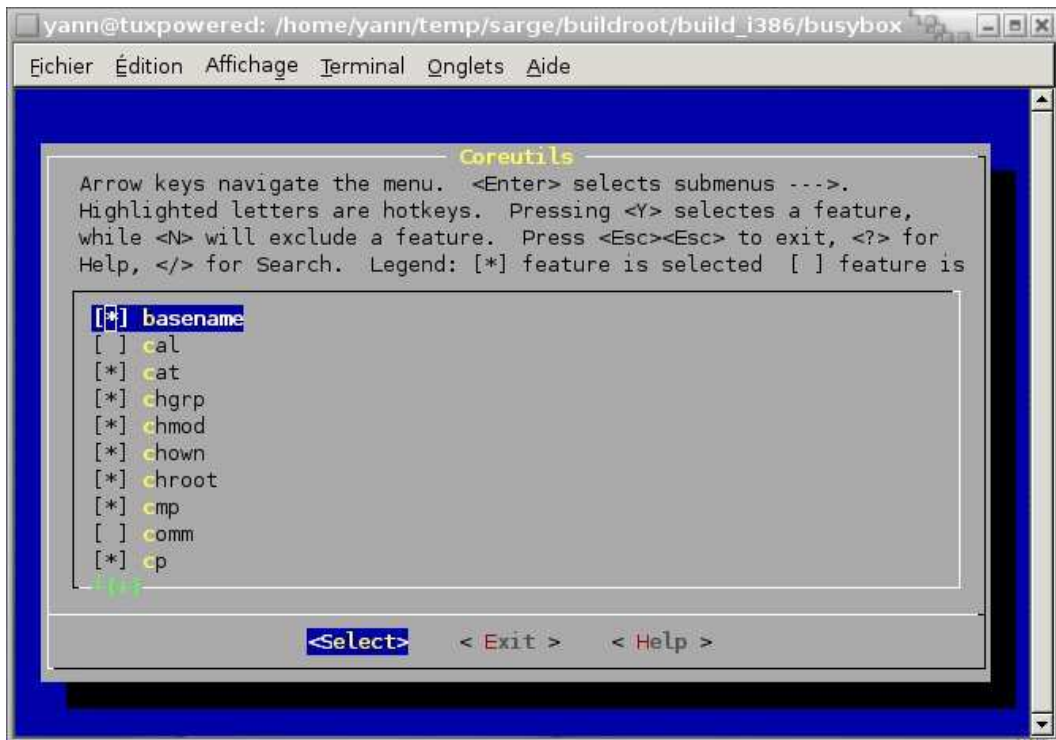 yann@tuxpowered: /home/yann/temp/sarge/buildroot/build_i386/busybox
Fichier Édition Affichage Terminal Onglets Aide
Coreutils
Arrow keys navigate the menu. <Enter> selects submenus --->.
Highlighted letters are hotkeys. Pressing <Y> selectes a feature,
while <N> will exclude a feature. Press <Esc><Esc> to exit, <?> for
Help, </> for Search. Legend: [*] feature is selected [ ] feature is
[*] basename
[ ] cal
[*] cat
[*] chgrp
[*] chmod
[*] chown
[*] chroot
[*] cmp
[ ] comm
[*] cp
<Select> < Exit > < Help >